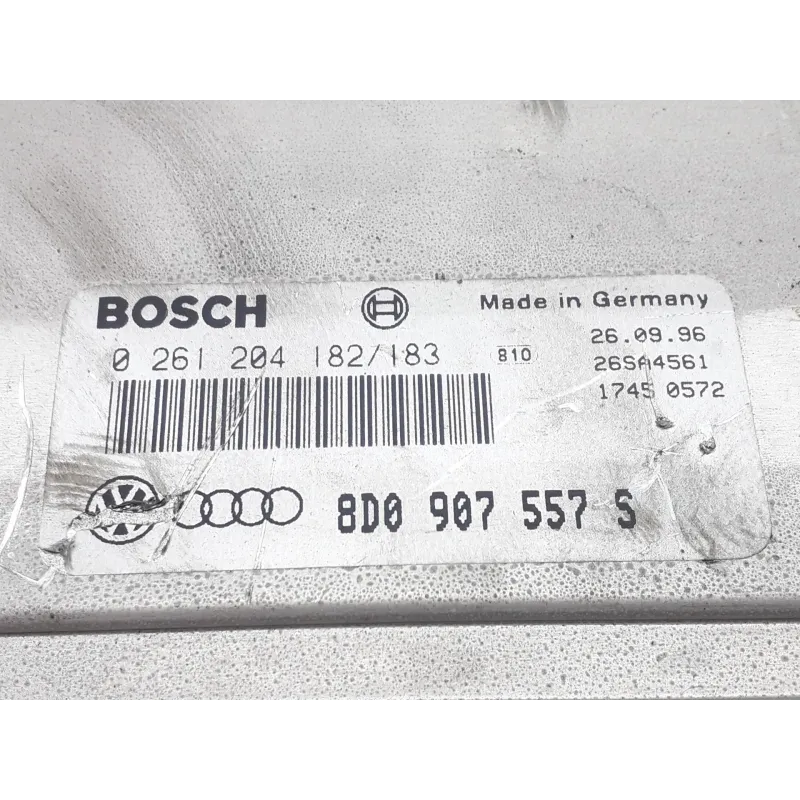 BOSCH Made in Germany
0 261 204 182/183 810 26.09.96
26SA4561
1745 0572
8D0 907 557 S